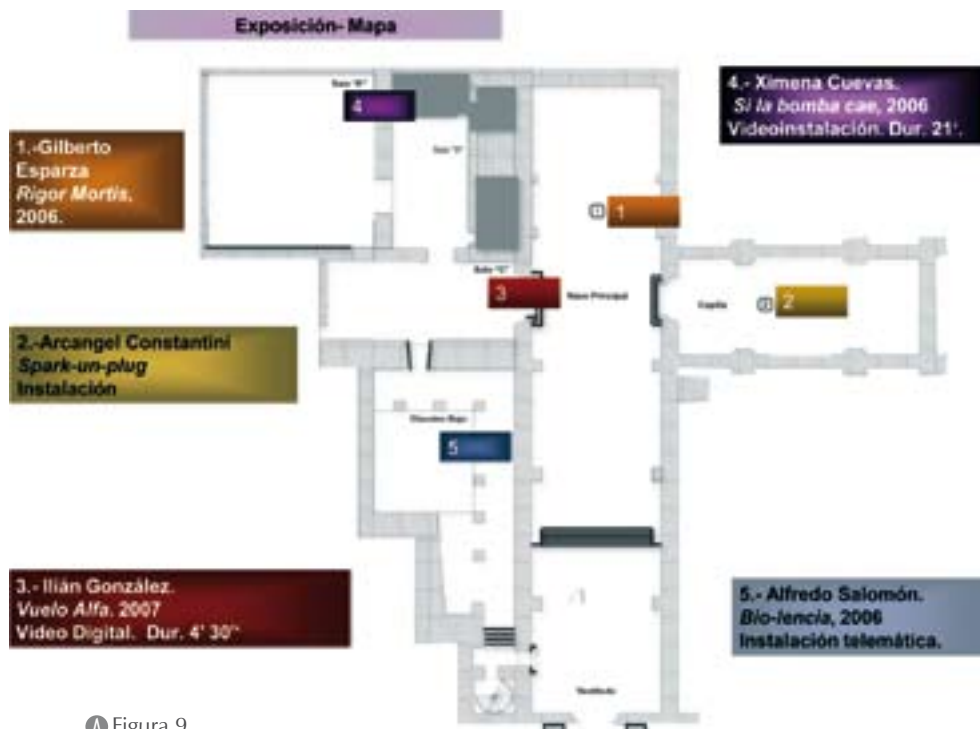 Exposición- Mapa
4.- Ximena Cuevas.
Si la bomba cae, 2006
Videoinstalación. Dur. 21'.
4
1.-Gilberto
Esparza
Rigor Mortis,
2006.
1
3
Nave Principal
Capilla
2
2.-Arcangel Constantini
Spark-un-plug
Instalación
5
3.- Ilián González.
Vuelo Alfa. 2007
Video Digital. Dur. 4' 30"
5.- Alfredo Salomón.
Bio-lencia, 2006
Instalación telemática.
Vestíbulo
A Figura 9